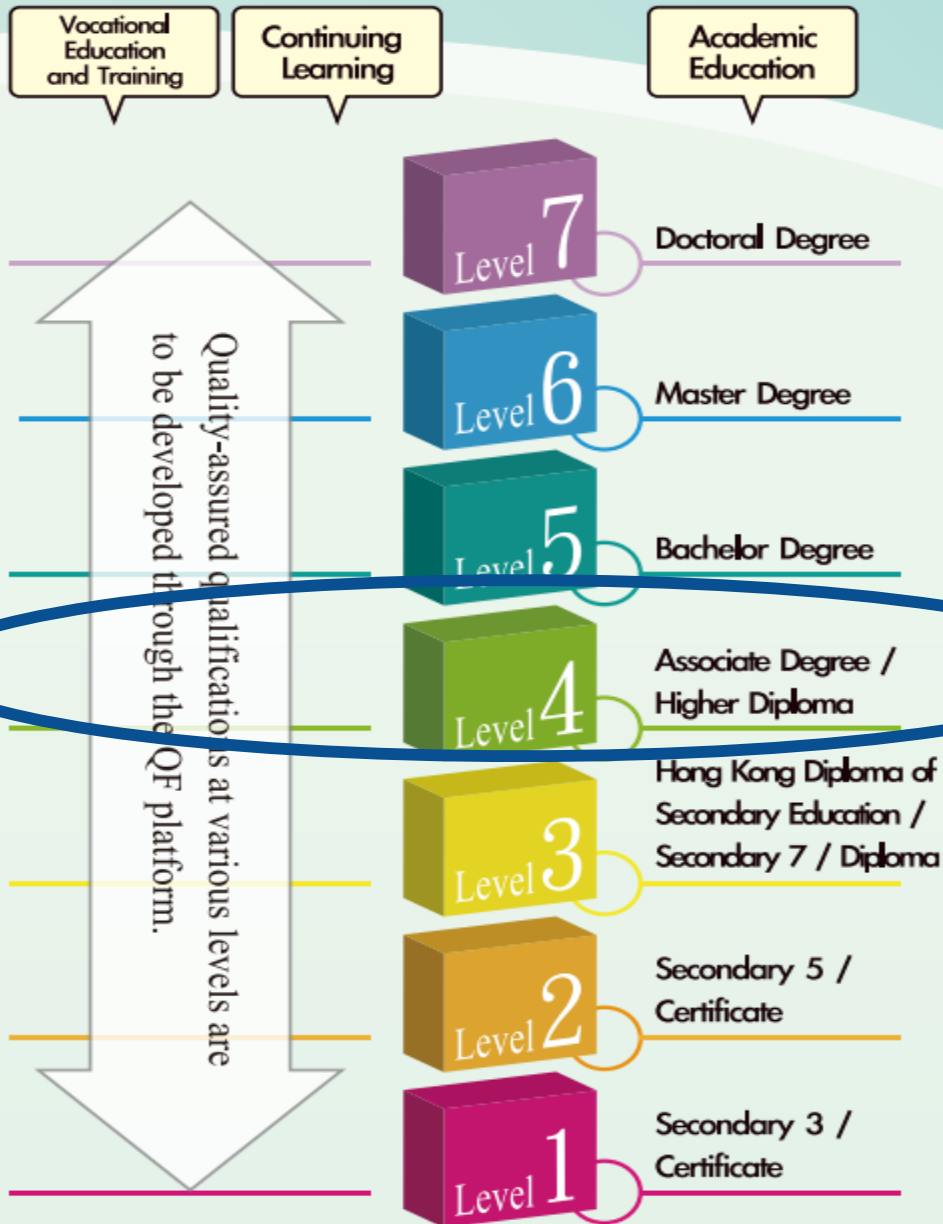 Vocational
Education
and Training
Continuing
Learning
Academic
Education
Level 7
Doctoral Degree
Level 6
Master Degree
Level 5
Bachelor Degree
Level 4
Associate Degree /
Higher Diploma
Level 3
Hong Kong Diploma of
Secondary Education /
Secondary 7 / Diploma
Level 2
Secondary 5 /
Certificate
Level 1
Secondary 3 /
Certificate
Quality-assured qualifications at various levels are
to be developed through the QF platform.